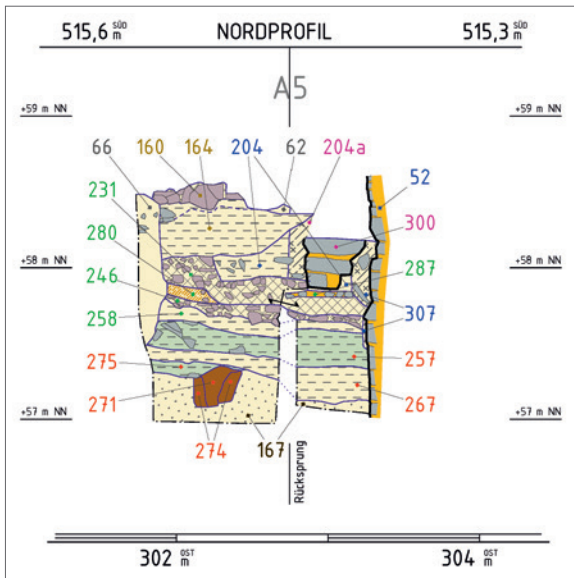 515,6 SÜD m NORDPROFIL 515,3 SÜD m
A5
+59 m NN +59 m NN
66 160 164 204 62 204a
231 52
280 300
+58 m NN +58 m NN
246 287
258 307
275 257
271 267
+57 m NN +57 m NN
274 167
Rücksprung
302 OST m 304 OST m